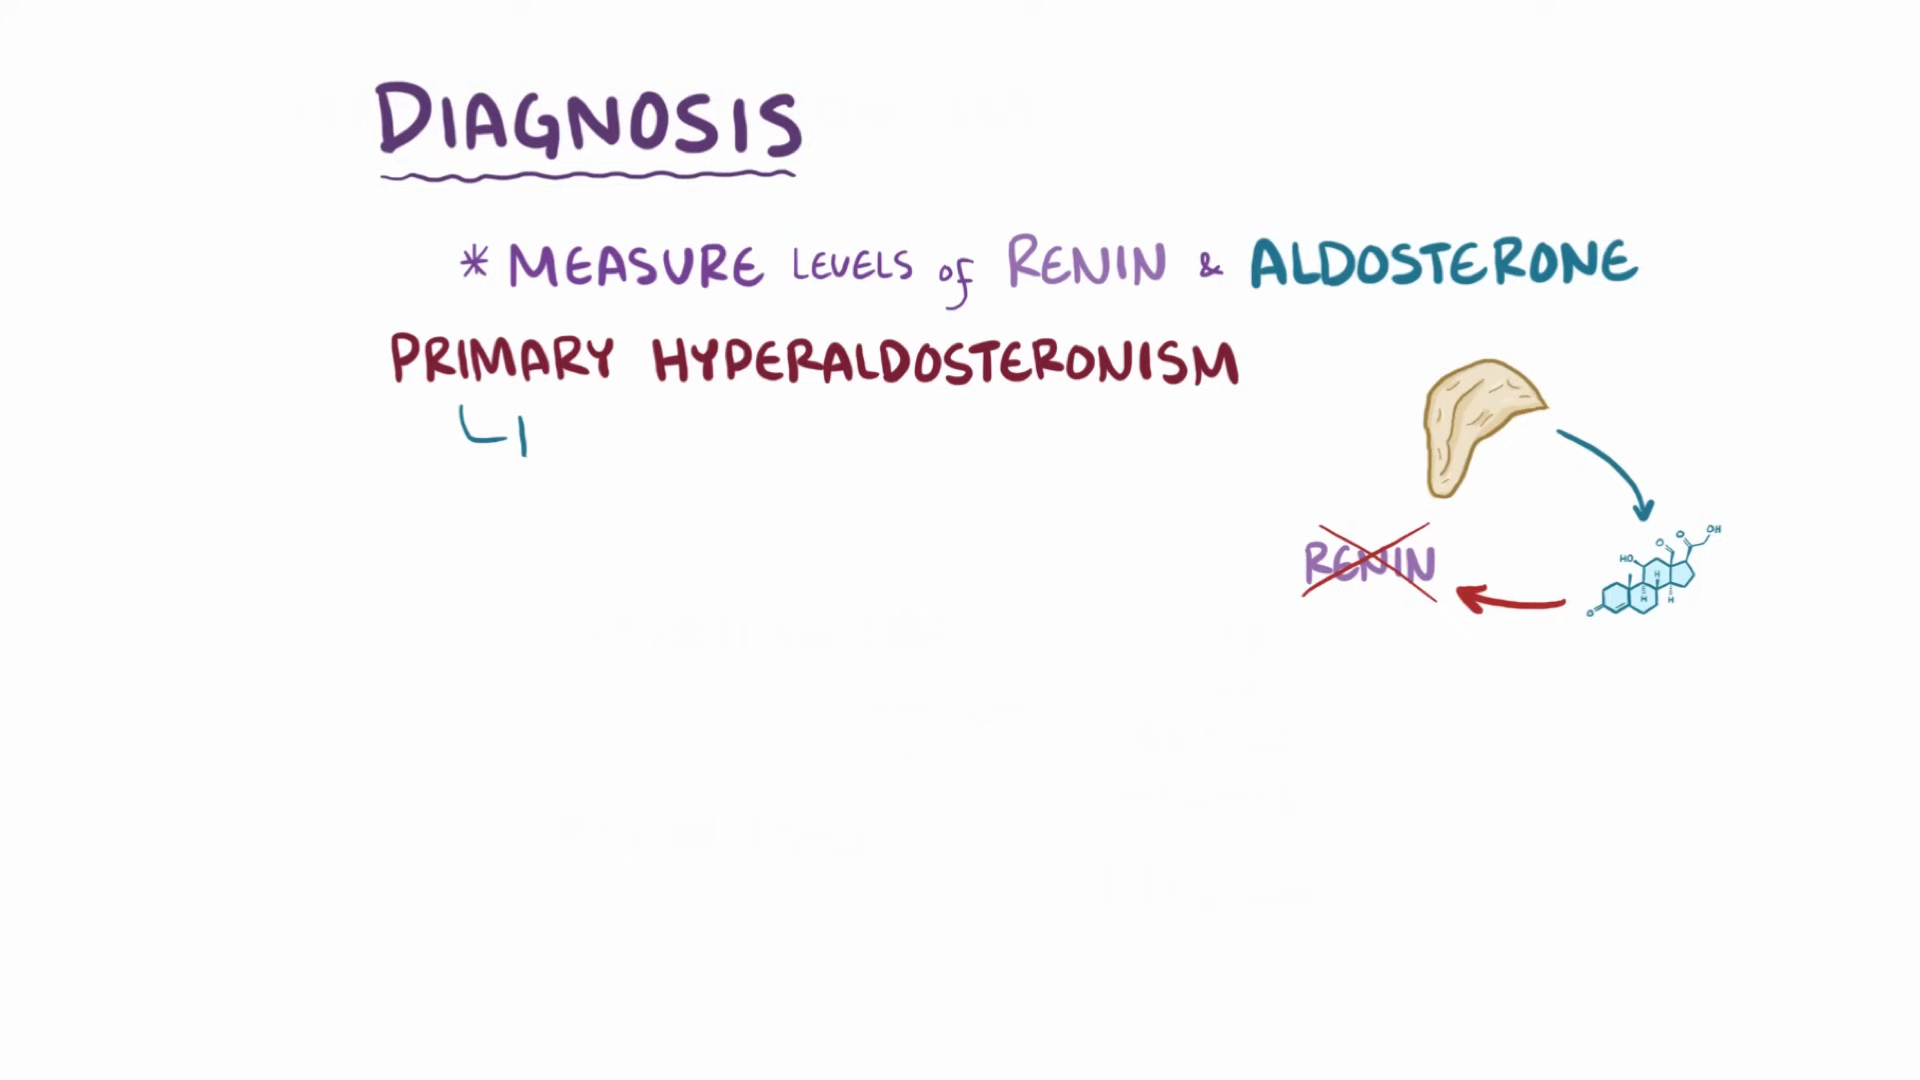 DIAGNOSIS
* MEASURE LEVELS of RENIN & ALDOSTERONE
PRIMARY HYPERALDOSTERONISM
RENIN
OH
O
O
HO
H
H
H
O